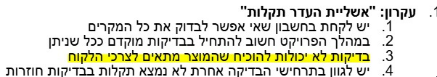 1. עקרון: "אשליית העדר תקלות"
1. יש לקחת בחשבון שאי אפשר לבדוק את כל המקרים
2. במהלך הפרויקט חשוב להתחיל בבדיקות מוקדם ככל שניתן
3. בדיקות לא יכולות להוכיח שהמוצר מתאים לצרכי הלקוח
4. יש לגוון בתרחישי הבדיקה אחרת לא נמצא תקלות בבדיקות חוזרות